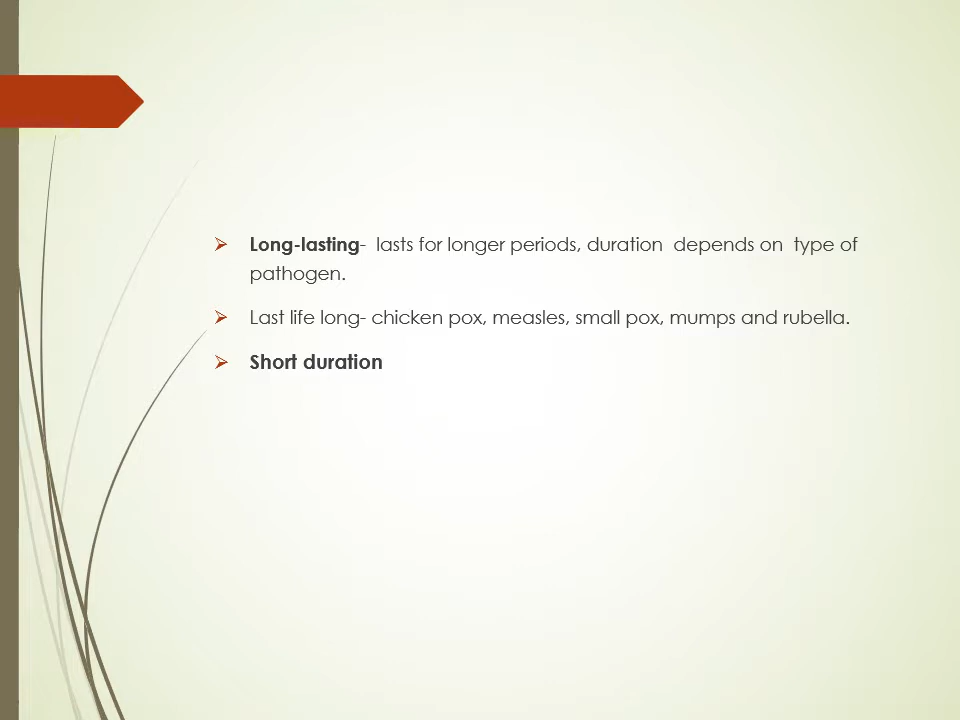 Long-lasting-  lasts for longer periods, duration  depends on  type of
pathogen.
Last life long- chicken pox, measles, small pox, mumps and rubella.
Short duration